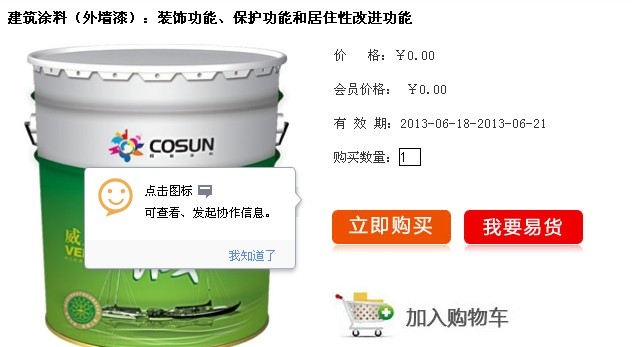 建筑涂料（外墙漆）：装饰功能、保护功能和居住性改进功能
价 格：￥0.00
会员价格： ￥0.00
有 效 期：2013-06-18-2013-06-21
购买数量：1
立即购买 我要易货
加入购物车
COSUN
点击图标
可查看、发起协作信息。
我知道了
威
VE